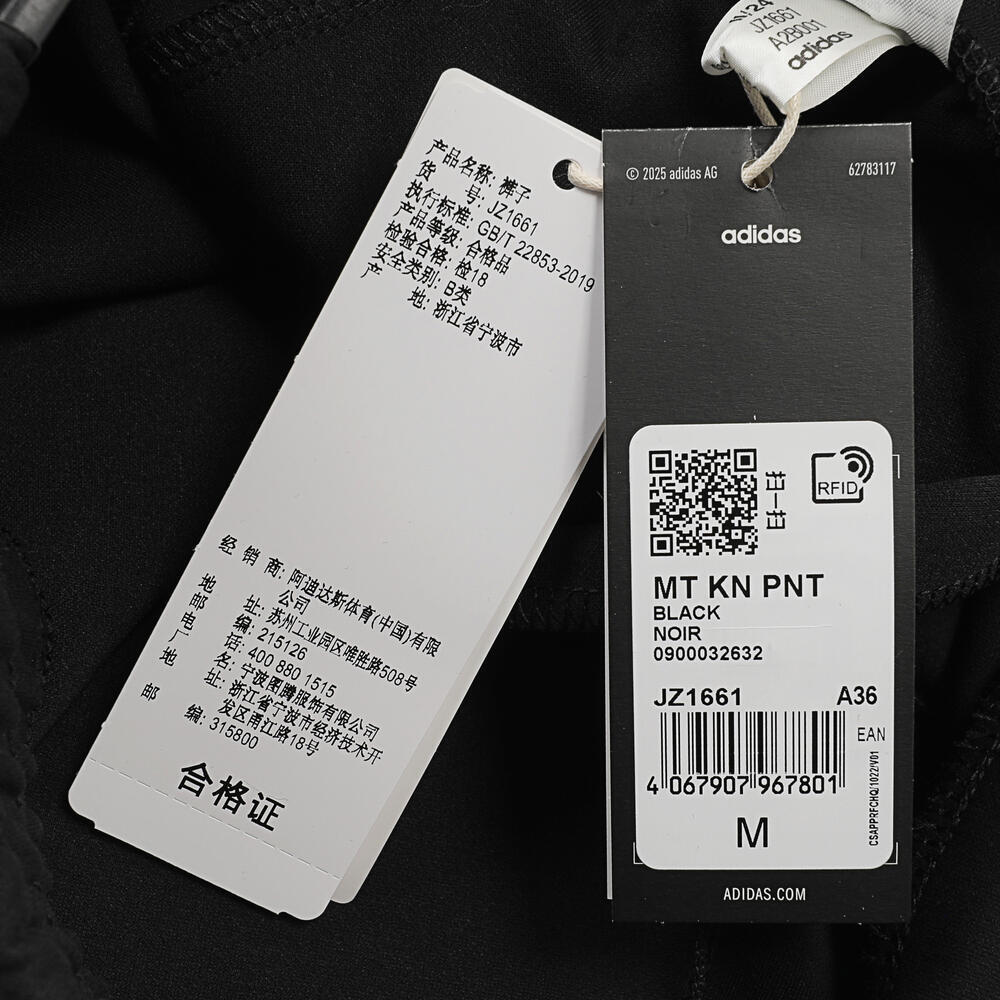 /24
JZ1661
A2B001
adidas
产品名称: 裤子
货 号: JZ1661
执行标准: GB/T 22853-2019
产品等级: 合格品
检验合格: 检18
安全类别: B类
产 地: 浙江省宁波市
经 销 商: 阿迪达斯体育(中国)有限
公司
地 址: 苏州工业园区唯胜路508号
邮 编: 215126
电 话: 400 880 1515
厂 名: 宁波图腾服饰有限公司
地 址: 浙江省宁波市经济技术开
发区甬江路18号
邮 编: 315800
合格证
© 2025 adidas AG
62783117
adidas
扫一扫
RFID
MT KN PNT
BLACK
NOIR
0900032632
JZ1661 A36
EAN
4 067907 967801
CSAPPRFCHQ/1022/V01
M
ADIDAS.COM